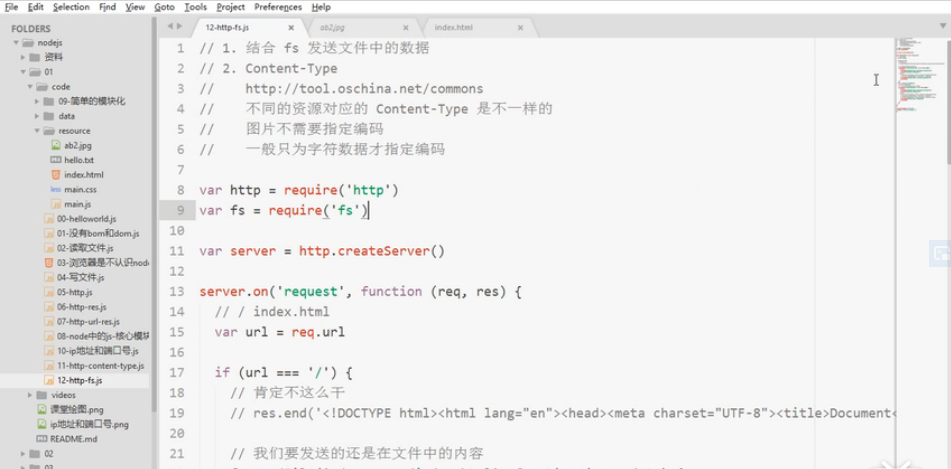 File Edit Selection Find View Goto Tools Project Preferences Help
FOLDERS
nodejs
资料
01
code
09-简单的模块化
data
resource
ab2.jpg
hello.txt
index.html
main.css
main.js
00-helloworld.js
01-没有bom和dom.js
02-读取文件.js
03-浏览器是不认识node
04-写文件.js
05-http.js
06-http-res.js
07-http-url-res.js
08-node中的js-核心模块
10-ip地址和端口号.js
11-http-content-type.js
12-http-fs.js
videos
课堂绘图.png
ip地址和端口号.png
README.md
02
03
12-http-fs.js ab2.jpg index.html
1 // 1. 结合 fs 发送文件中的数据
2 // 2. Content-Type
3 // http://tool.oschina.net/commons
4 // 不同的资源对应的 Content-Type 是不一样的
5 // 图片不需要指定编码
6 // 一般只为字符数据才指定编码
7
8 var http = require('http')
9 var fs = require('fs')
10
11 var server = http.createServer()
12
13 server.on('request', function (req, res) {
14 // / index.html
15 var url = req.url
16
17 if (url === '/') {
18 // 肯定不这么干
19 // res.end('<!DOCTYPE html><html lang="en"><head><meta charset="UTF-8"><title>Document<
20
21 // 我们要发送的还是在文件中的内容